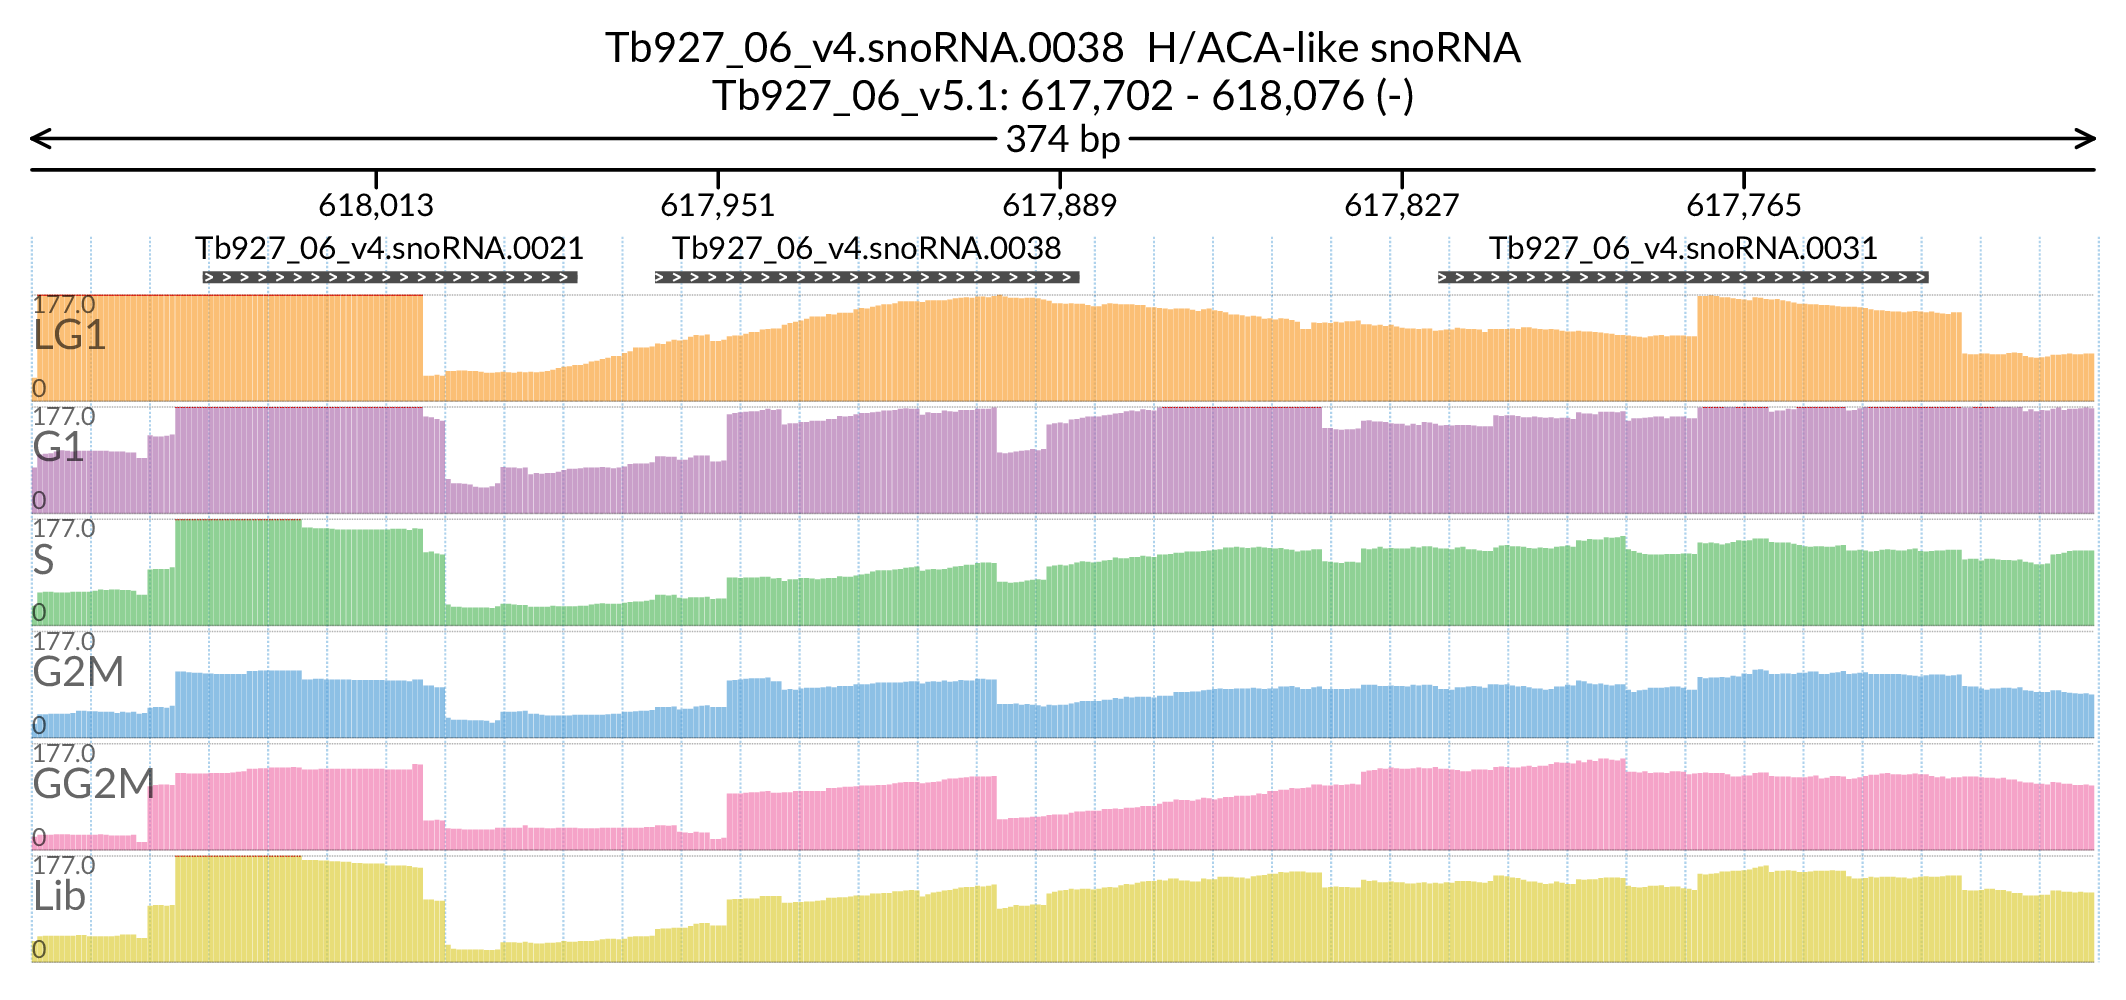 Tb927_06_v4.snoRNA.0038 H/ACA-like snoRNA
Tb927_06_v5.1: 617,702 - 618,076 (-)
374 bp
618,013 617,951 617,889 617,827 617,765
Tb927_06_v4.snoRNA.0021 Tb927_06_v4.snoRNA.0038 Tb927_06_v4.snoRNA.0031
177.0
LG1
0
177.0
G1
0
177.0
S
0
177.0
G2M
0
177.0
GG2M
0
177.0
Lib
0